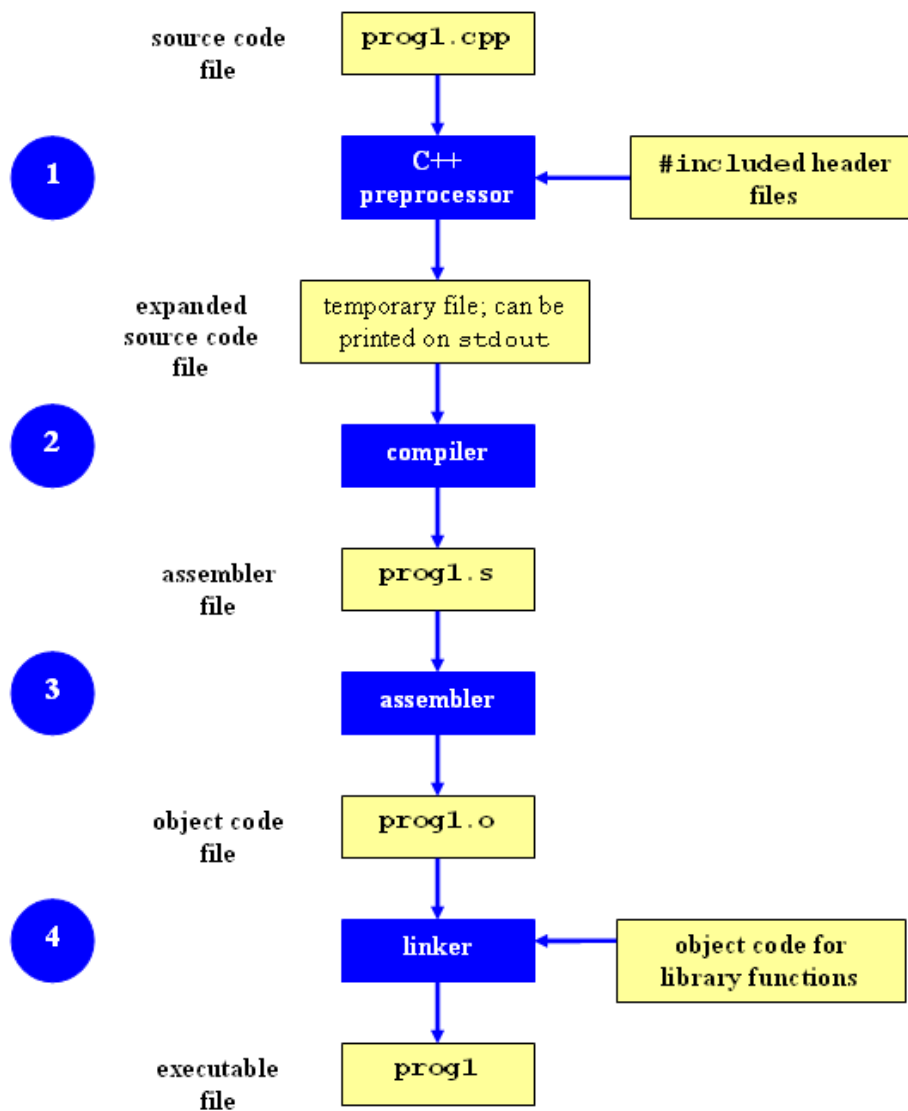 source code
file
prog1.cpp
1
C++
preprocessor
#included header
files
expanded
source code
file
temporary file; can be
printed on stdout
2
compiler
assembler
file
prog1.s
3
assembler
object code
file
prog1.o
4
linker
object code for
library functions
executable
file
prog1